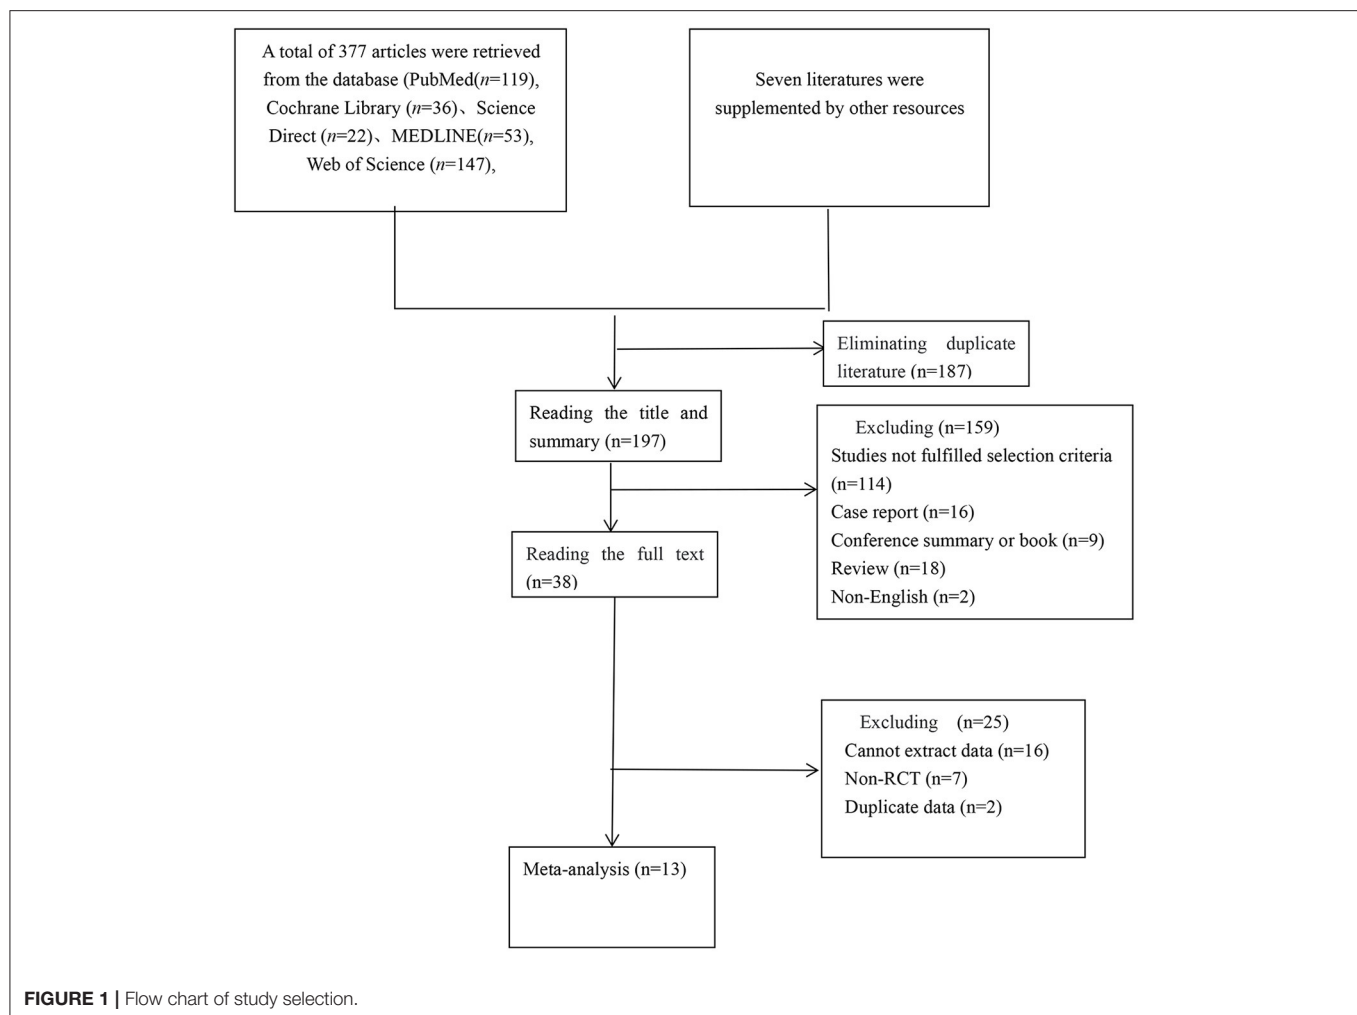 A total of 377 articles were retrieved
from the database (PubMed(n=119),
Cochrane Library (n=36)、Science
Direct (n=22)、MEDLINE(n=53),
Web of Science (n=147),
Seven literatures were
supplemented by other resources
Eliminating duplicate
literature (n=187)
Reading the title and
summary (n=197)
Excluding (n=159)
Studies not fulfilled selection criteria
(n=114)
Case report (n=16)
Conference summary or book (n=9)
Review (n=18)
Non-English (n=2)
Reading the full text
(n=38)
Excluding (n=25)
Cannot extract data (n=16)
Non-RCT (n=7)
Duplicate data (n=2)
Meta-analysis (n=13)
FIGURE 1 | Flow chart of study selection.